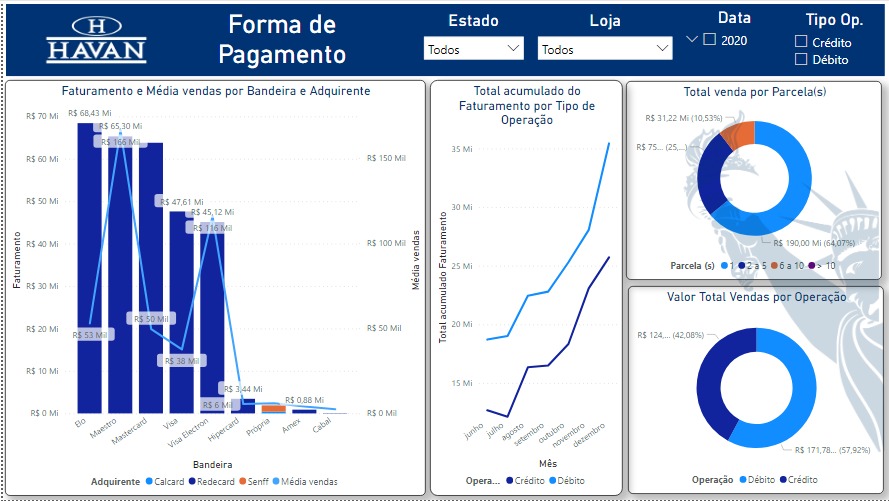 H
HAVAN
Forma de
Pagamento
Estado
Todos
Loja
Todos
Data
2020
Tipo Op.
Crédito
Débito
Faturamento e Média vendas por Bandeira e Adquirente
R$ 70 Mi
R$ 60 Mi
R$ 50 Mi
R$ 40 Mi
R$ 30 Mi
R$ 20 Mi
R$ 10 Mi
R$ 0 Mi
Faturamento
R$ 68,43 Mi
R$ 65,30 Mi
R$ 166 Mil
R$ 47,61 Mi
R$ 45,12 Mi
R$ 116 Mil
R$ 53 Mil
R$ 50 Mil
R$ 38 Mil
R$ 6 Mil
R$ 3,44 Mi
R$ 0,88 Mi
R$ 150 Mil
R$ 100 Mil
R$ 50 Mil
R$ 0 Mil
Média vendas
Elo
Maestro
Mastercard
Visa
Visa Electron
Hipercard
Própria
Amex
Cabal
Bandeira
Adquirente Calcard Redecard Senff Média vendas
Total acumulado do
Faturamento por Tipo de
Operação
35 Mi
30 Mi
25 Mi
20 Mi
15 Mi
Total acumulado Faturamento
junho
julho
agosto
setembro
outubro
novembro
dezembro
Mês
Opera... Crédito Débito
Total venda por Parcela(s)
R$ 31,22 Mi (10,53%)
R$ 75... (25,...)
R$ 190,00 Mi (64,07%)
Parcela (s) 1 2 a 5 6 a 10 > 10
Valor Total Vendas por Operação
R$ 124,... (42,08%)
R$ 171,78... (57,92%)
Operação Débito Crédito